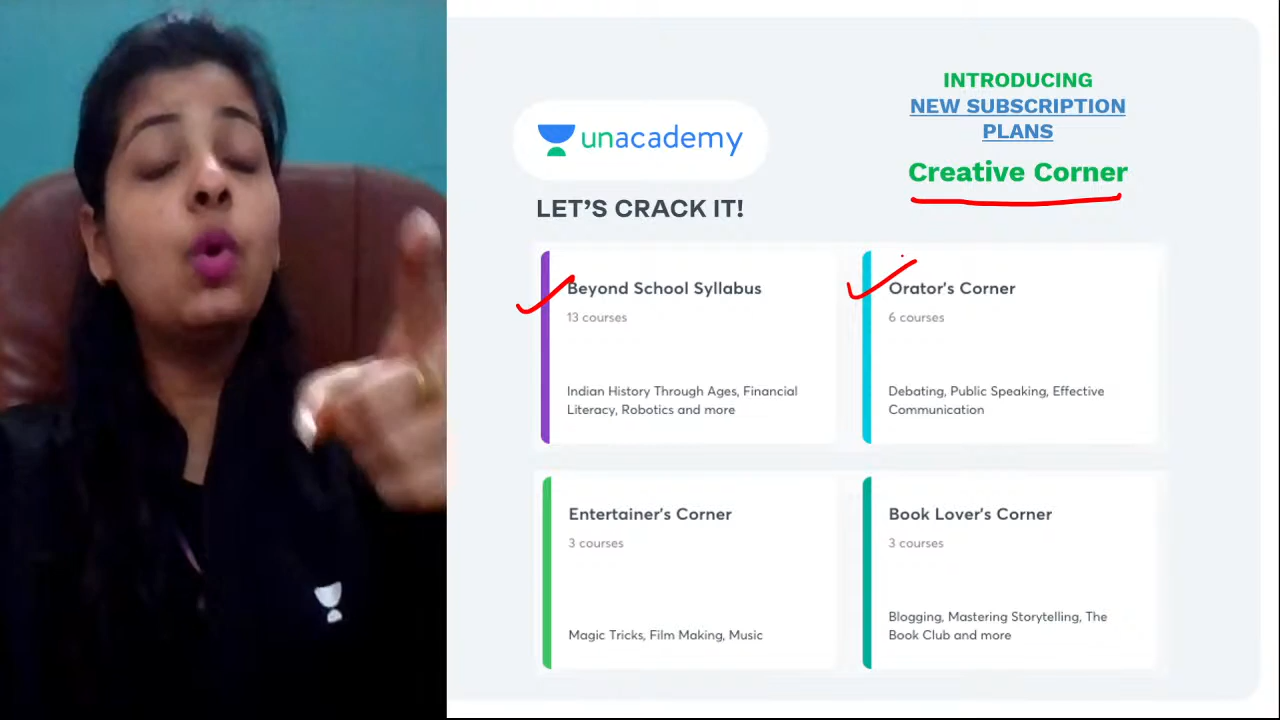 INTRODUCING
NEW SUBSCRIPTION
PLANS
Creative Corner
unacademy
LET'S CRACK IT!
Beyond School Syllabus
13 courses
Indian History Through Ages, Financial
Literacy, Robotics and more
Orator's Corner
6 courses
Debating, Public Speaking, Effective
Communication
Entertainer's Corner
3 courses
Magic Tricks, Film Making, Music
Book Lover's Corner
3 courses
Blogging, Mastering Storytelling, The
Book Club and more